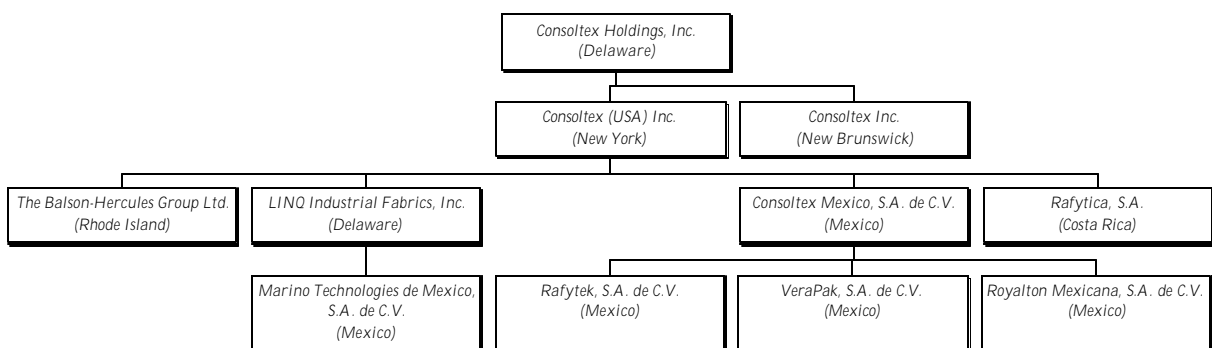 Consoltex Holdings, Inc.
(Delaware)
Consoltex (USA) Inc.
(New York)
Consoltex Inc.
(New Brunswick)
The Balson-Hercules Group Ltd.
(Rhode Island)
LINQ Industrial Fabrics, Inc.
(Delaware)
Consoltex Mexico, S.A. de C.V.
(Mexico)
Rafytica, S.A.
(Costa Rica)
Marino Technologies de Mexico,
S.A. de C.V.
(Mexico)
Rafytek, S.A. de C.V.
(Mexico)
VeraPak, S.A. de C.V.
(Mexico)
Royalton Mexicana, S.A. de C.V.
(Mexico)